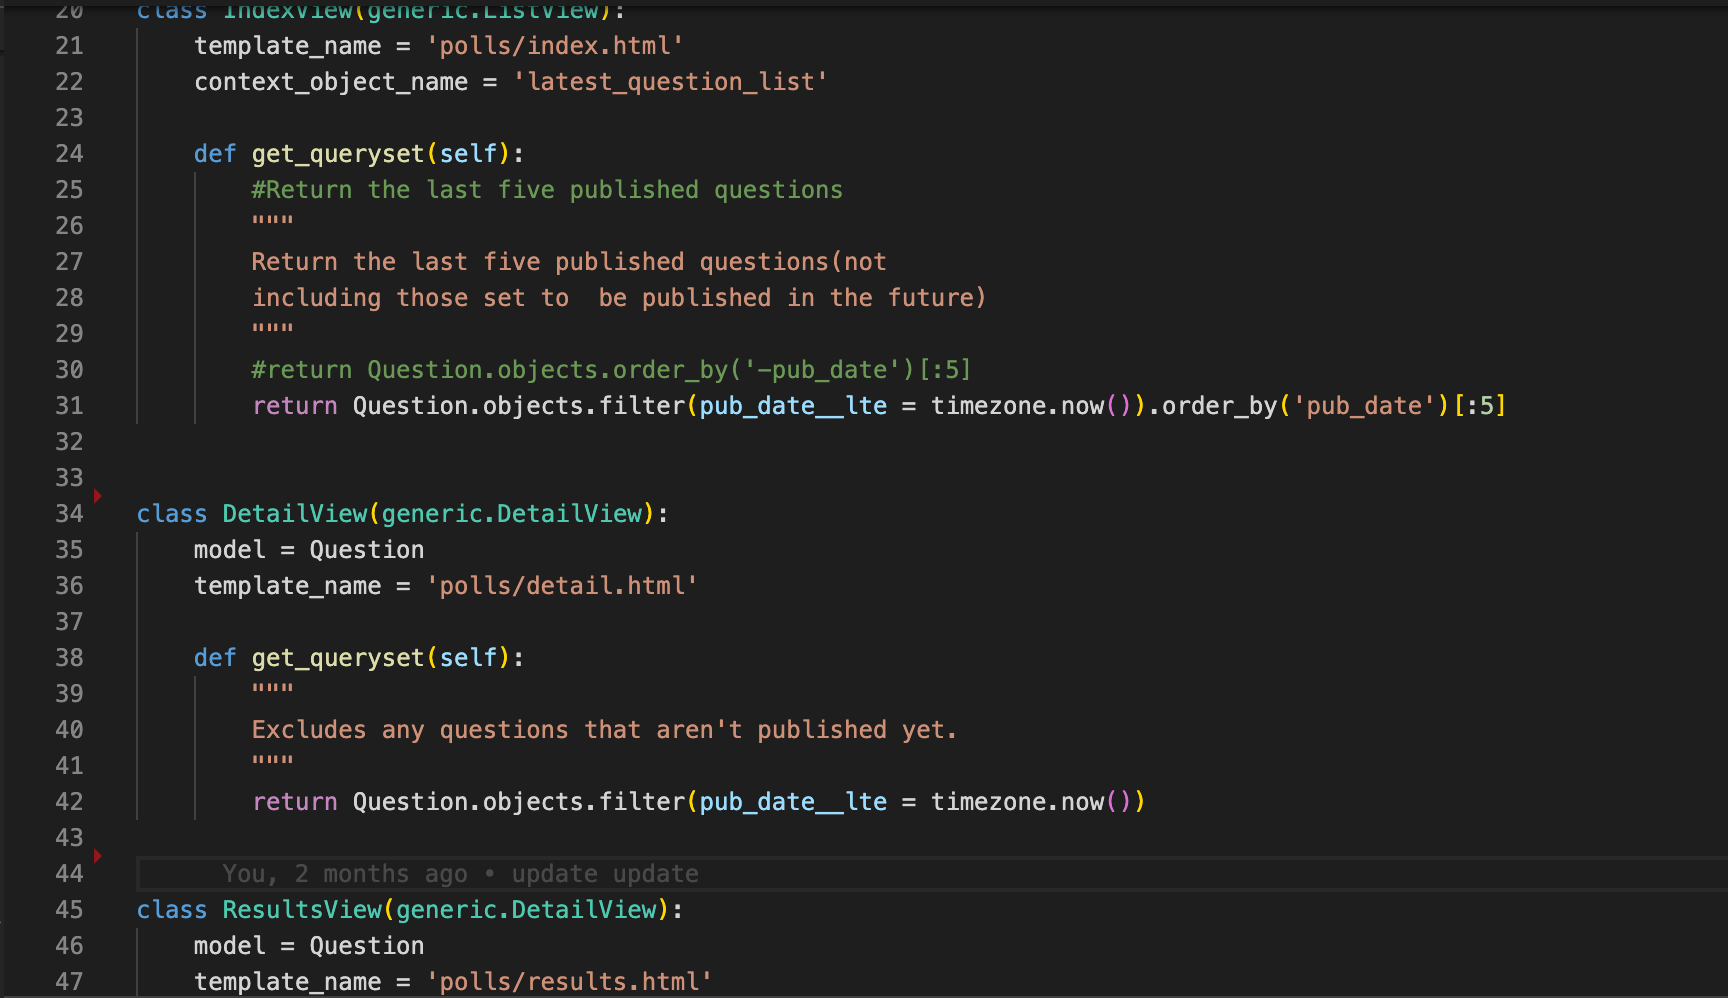 20 class IndexView(generic.ListView):
21 template_name = 'polls/index.html'
22 context_object_name = 'latest_question_list'
23
24 def get_queryset(self):
25 #Return the last five published questions
26 """
27 Return the last five published questions(not
28 including those set to  be published in the future)
29 """
30 #return Question.objects.order_by('-pub_date')[:5]
31 return Question.objects.filter(pub_date__lte = timezone.now()).order_by('pub_date')[:5]
32
33
34 class DetailView(generic.DetailView):
35 model = Question
36 template_name = 'polls/detail.html'
37
38 def get_queryset(self):
39 """
40 Excludes any questions that aren't published yet.
41 """
42 return Question.objects.filter(pub_date__lte = timezone.now())
43
44 You, 2 months ago • update update
45 class ResultsView(generic.DetailView):
46 model = Question
47 template_name = 'polls/results.html'